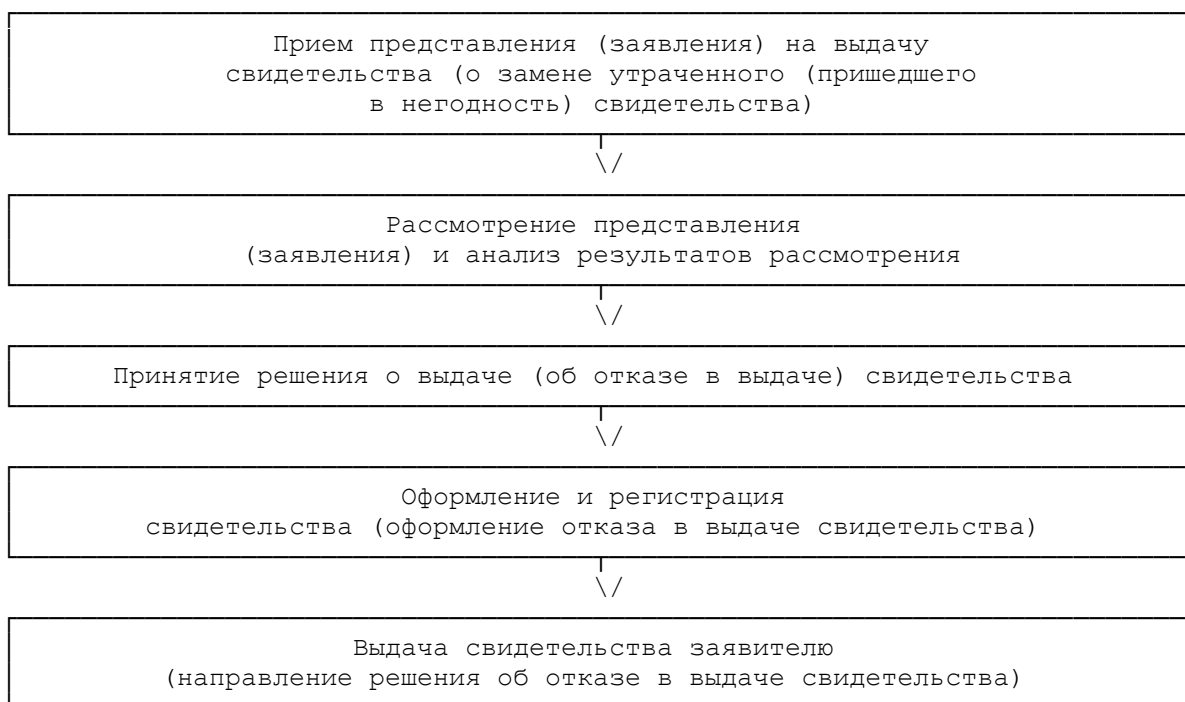 Прием представления (заявления) на выдачу
свидетельства (о замене утраченного (пришедшего
в негодность) свидетельства)
\/
Рассмотрение представления
(заявления) и анализ результатов рассмотрения
\/
Принятие решения о выдаче (об отказе в выдаче) свидетельства
\/
Оформление и регистрация
свидетельства (оформление отказа в выдаче свидетельства)
\/
Выдача свидетельства заявителю
(направление решения об отказе в выдаче свидетельства)